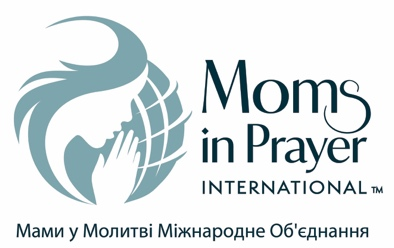 Moms
in Prayer
INTERNATIONAL™
Мами у Молитві Міжнародне Об'єднання